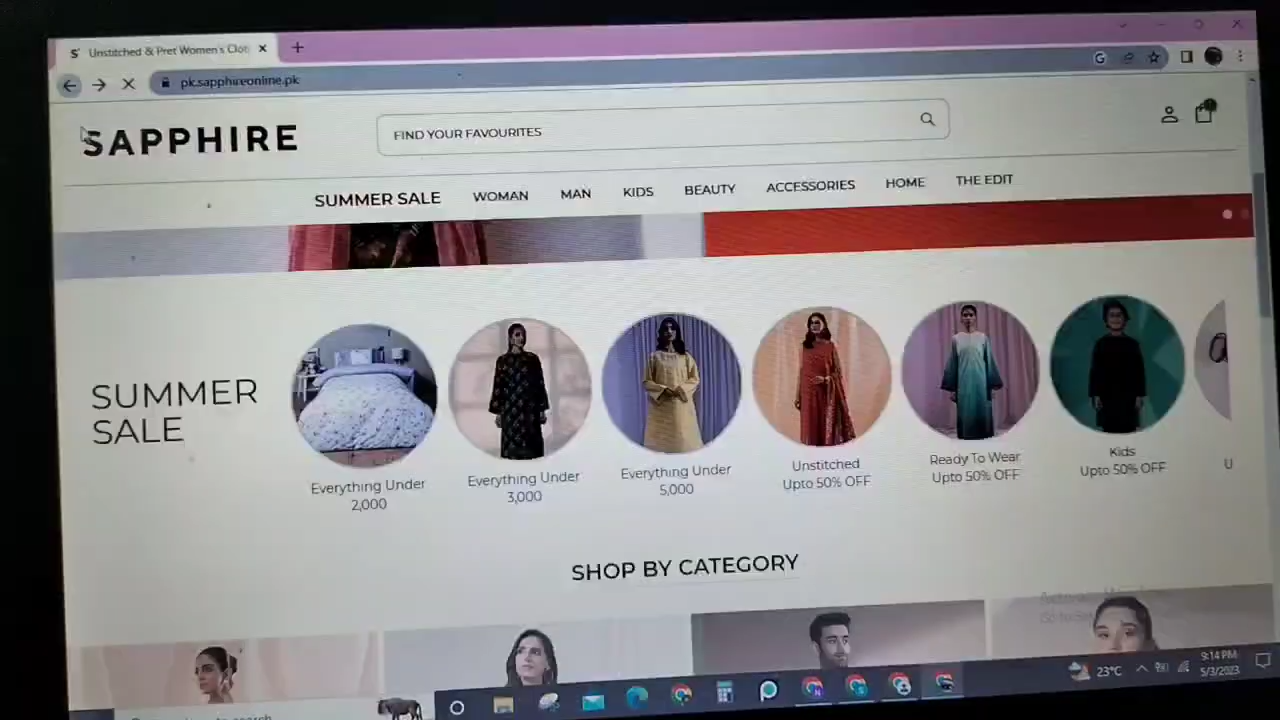 Unstitched & Pret Women's Clot
pk.sapphireonline.pk
SAPPHIRE
FIND YOUR FAVOURITES
SUMMER SALE WOMAN MAN KIDS BEAUTY ACCESSORIES HOME THE EDIT
SUMMER
SALE
Everything Under
2,000
Everything Under
3,000
Everything Under
5,000
Unstitched
Upto 50% OFF
Ready To Wear
Upto 50% OFF
Kids
Upto 50% OFF
U
SHOP BY CATEGORY
23°C
9:14 PM
5/3/2023